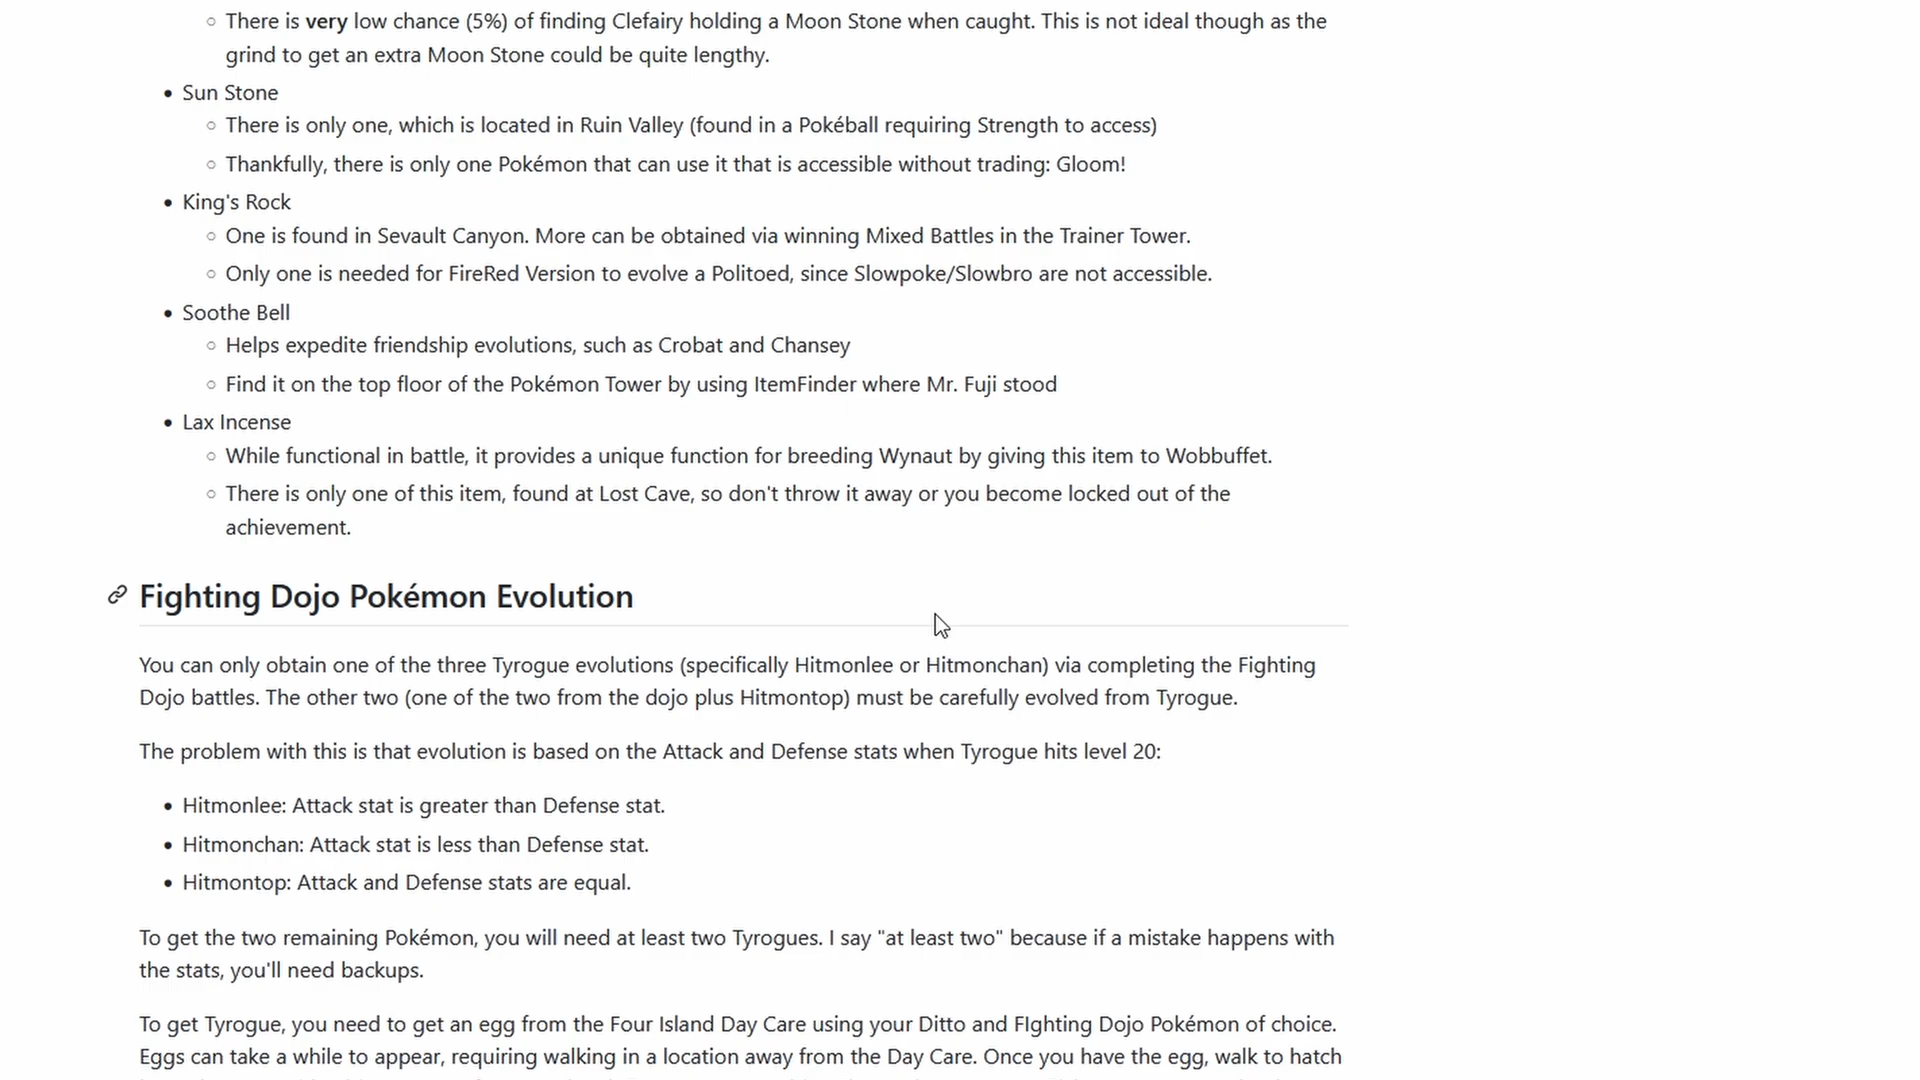 There is very low chance (5%) of finding Clefairy holding a Moon Stone when caught. This is not ideal though as the
grind to get an extra Moon Stone could be quite lengthy.
Sun Stone
There is only one, which is located in Ruin Valley (found in a Pokéball requiring Strength to access)
Thankfully, there is only one Pokémon that can use it that is accessible without trading: Gloom!
King's Rock
One is found in Sevault Canyon. More can be obtained via winning Mixed Battles in the Trainer Tower.
Only one is needed for FireRed Version to evolve a Politoed, since Slowpoke/Slowbro are not accessible.
Soothe Bell
Helps expedite friendship evolutions, such as Crobat and Chansey
Find it on the top floor of the Pokémon Tower by using ItemFinder where Mr. Fuji stood
Lax Incense
While functional in battle, it provides a unique function for breeding Wynaut by giving this item to Wobbuffet.
There is only one of this item, found at Lost Cave, so don't throw it away or you become locked out of the
achievement.
Fighting Dojo Pokémon Evolution
You can only obtain one of the three Tyrogue evolutions (specifically Hitmonlee or Hitmonchan) via completing the Fighting
Dojo battles. The other two (one of the two from the dojo plus Hitmontop) must be carefully evolved from Tyrogue.
The problem with this is that evolution is based on the Attack and Defense stats when Tyrogue hits level 20:
Hitmonlee: Attack stat is greater than Defense stat.
Hitmonchan: Attack stat is less than Defense stat.
Hitmontop: Attack and Defense stats are equal.
To get the two remaining Pokémon, you will need at least two Tyrogues. I say "at least two" because if a mistake happens with
the stats, you'll need backups.
To get Tyrogue, you need to get an egg from the Four Island Day Care using your Ditto and FIghting Dojo Pokémon of choice.
Eggs can take a while to appear, requiring walking in a location away from the Day Care. Once you have the egg, walk to hatch